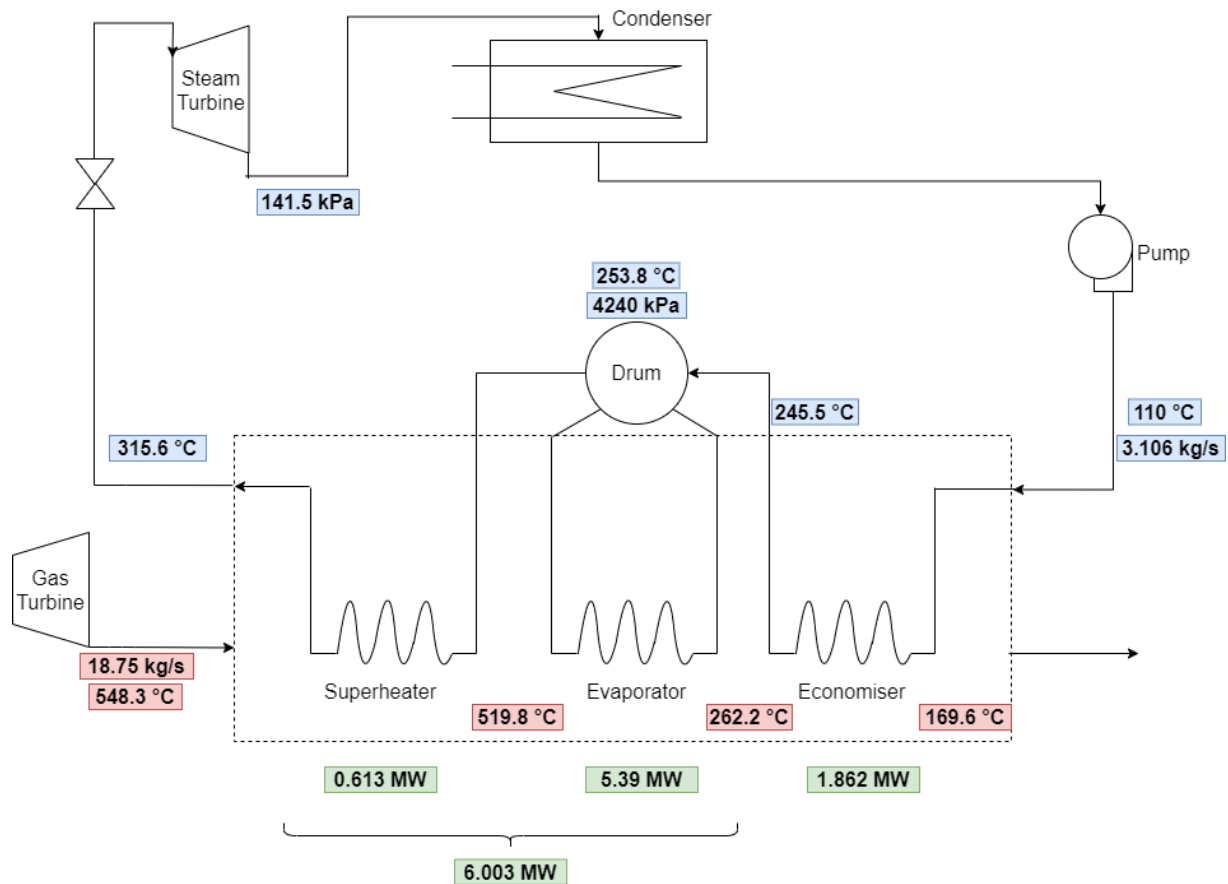 Condenser
Steam
Turbine
141.5 kPa
Pump
253.8 °C
4240 kPa
Drum
245.5 °C
110 °C
3.106 kg/s
315.6 °C
Gas
Turbine
18.75 kg/s
548.3 °C
Superheater
Evaporator
Economiser
519.8 °C
262.2 °C
169.6 °C
0.613 MW
5.39 MW
1.862 MW
6.003 MW